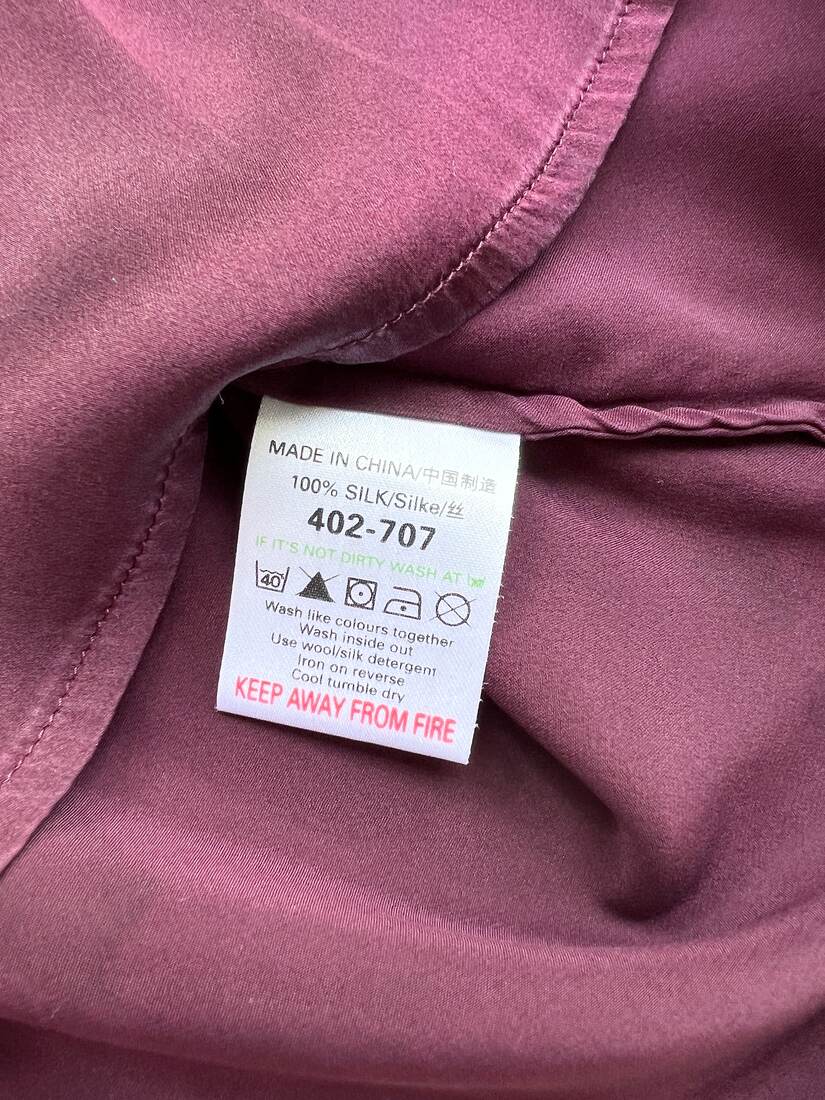 MADE IN CHINA/中国制造
100% SILK/Silke/丝
402-707
IF IT'S NOT DIRTY WASH AT
40
Wash like colours together
Wash inside out
Use wool/silk detergent
Iron on reverse
Cool tumble dry
KEEP AWAY FROM FIRE